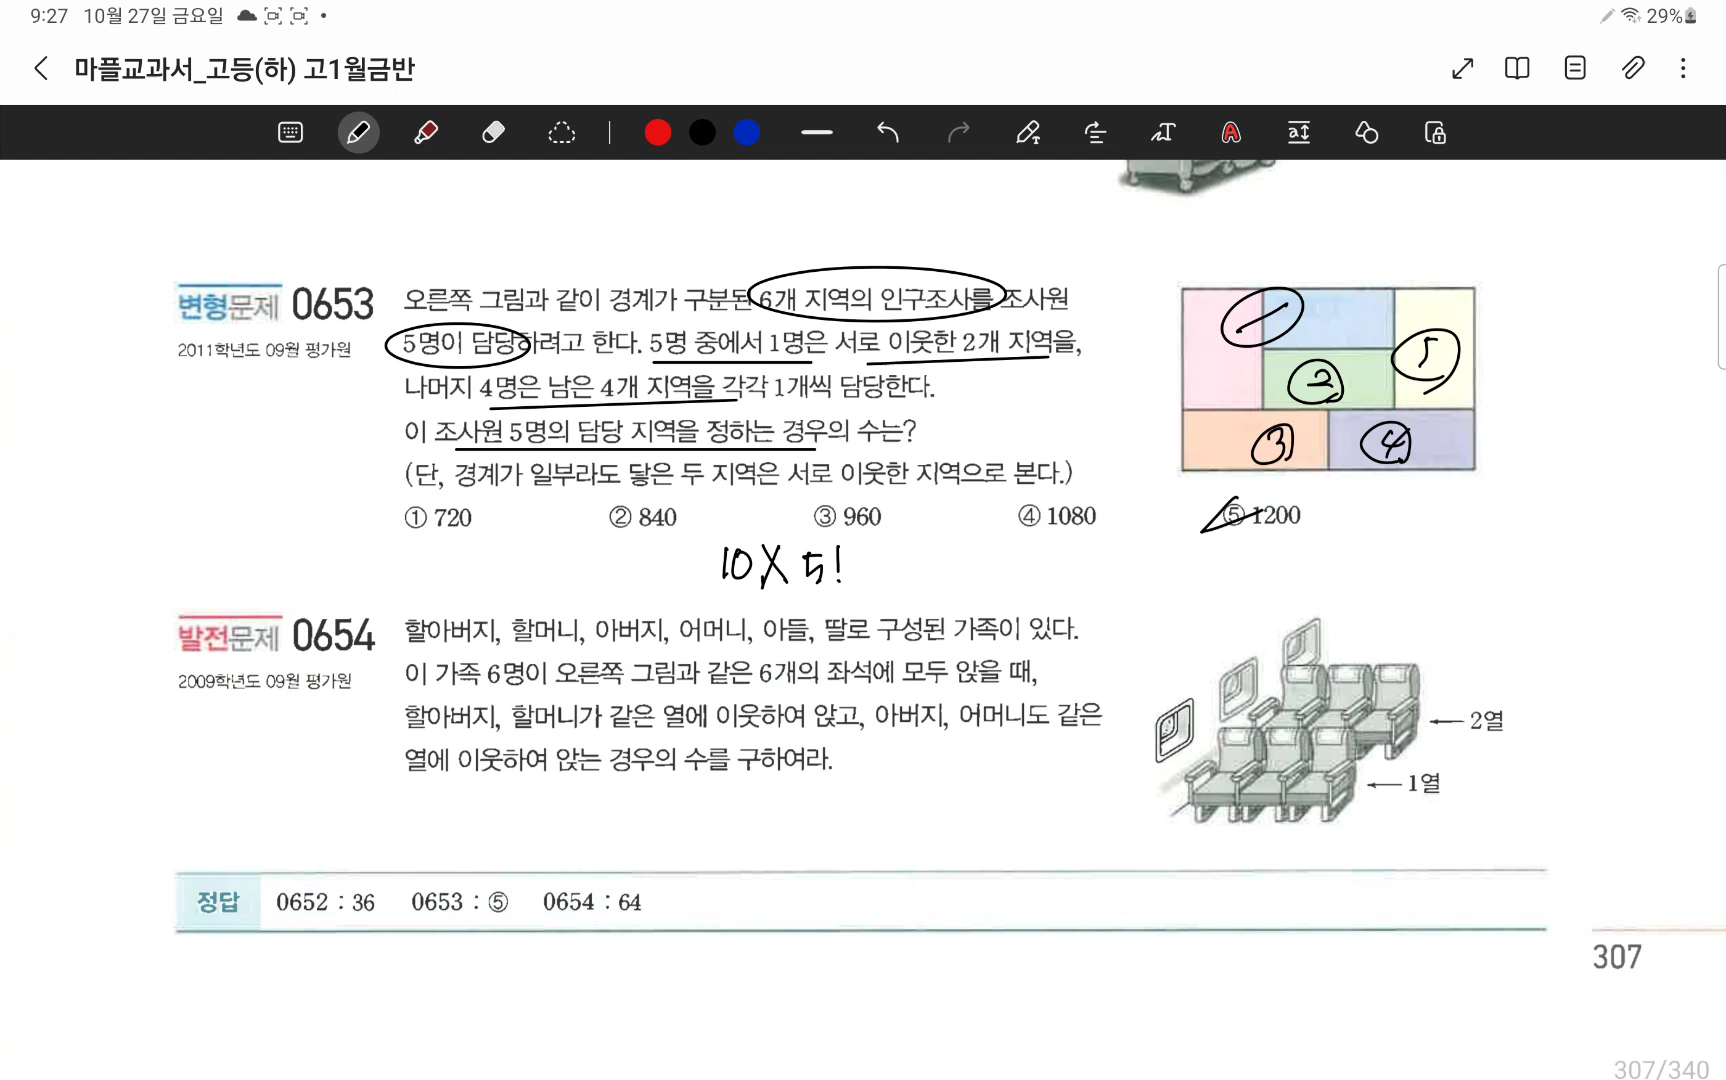 9:27 10월 27일 금요일
29%
마플교과서_고등(하) 고1월금반
변형문제 0653
2011학년도 09월 평가원
오른쪽 그림과 같이 경계가 구분된 6개 지역의 인구조사를 조사원
5명이 담당하려고 한다. 5명 중에서 1명은 서로 이웃한 2개 지역을,
나머지 4명은 남은 4개 지역을 각각 1개씩 담당한다.
이 조사원 5명의 담당 지역을 정하는 경우의 수는?
(단, 경계가 일부라도 닿은 두 지역은 서로 이웃한 지역으로 본다.)
① 720 ② 840 ③ 960 ④ 1080 ⑤ 1200
②
③ ④
10 X 5!
발전문제 0654
2009학년도 09월 평가원
할아버지, 할머니, 아버지, 어머니, 아들, 딸로 구성된 가족이 있다.
이 가족 6명이 오른쪽 그림과 같은 6개의 좌석에 모두 앉을 때,
할아버지, 할머니가 같은 열에 이웃하여 앉고, 아버지, 어머니도 같은
열에 이웃하여 앉는 경우의 수를 구하여라.
2열
1열
정답 0652 : 36 0653 : ⑤ 0654 : 64
307
307/340